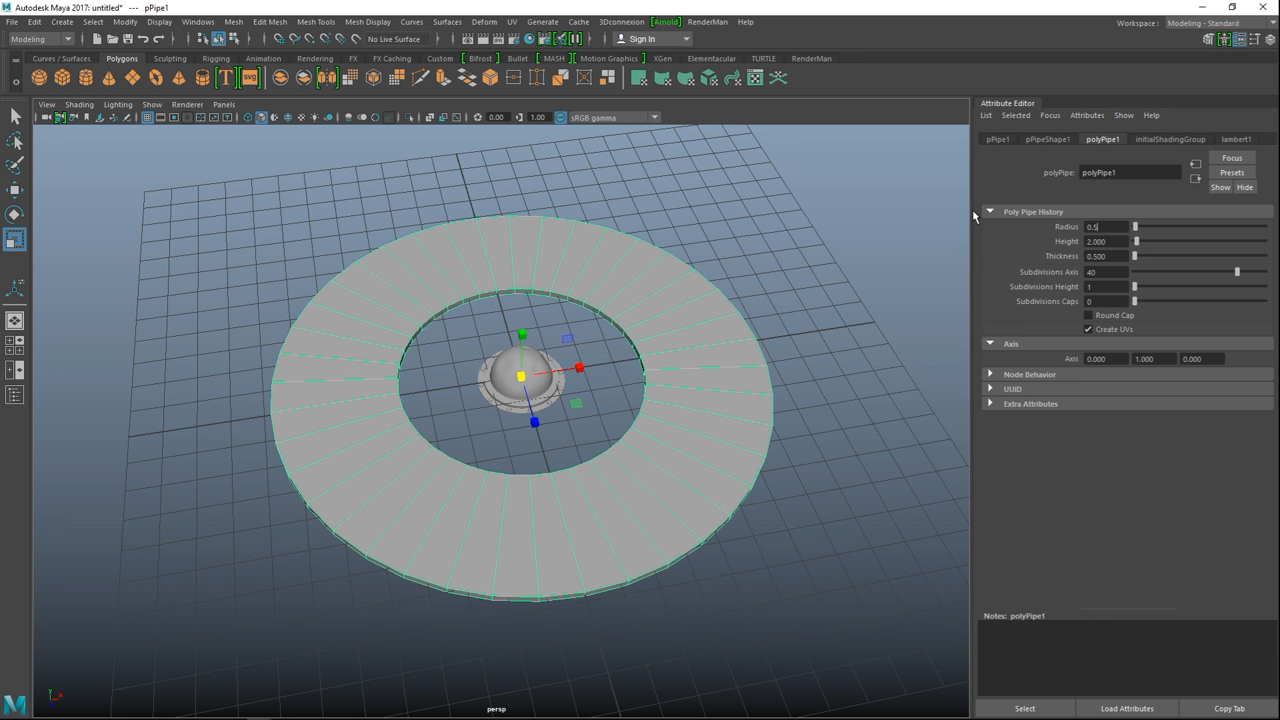 Autodesk Maya 2017: untitled*   ---   pPipe1
File Edit Create Select Modify Display Windows Mesh Edit Mesh Mesh Tools Mesh Display Curves Surfaces Deform UV Generate Cache 3Dconnexion Arnold RenderMan Help
Workspace : Modeling - Standard
Modeling No Live Surface Sign In
Curves / Surfaces Polygons Sculpting Rigging Animation Rendering FX FX Caching Custom Bifrost Bullet MASH Motion Graphics XGen Elementacular TURTLE RenderMan
T svg
View Shading Lighting Show Renderer Panels
0.00 1.00 sRGB gamma
persp
Attribute Editor
List Selected Focus Attributes Show Help
pPipe1 pPipeShape1 polyPipe1 initialShadingGroup lambert1
Focus
polyPipe: polyPipe1 Presets
Show Hide
Poly Pipe History
Radius 0.5
Height 2.000
Thickness 0.500
Subdivisions Axis 40
Subdivisions Height 1
Subdivisions Caps 0
Round Cap
Create UVs
Axis
Axis 0.000 1.000 0.000
Node Behavior
UUID
Extra Attributes
Notes: polyPipe1
Select Load Attributes Copy Tab